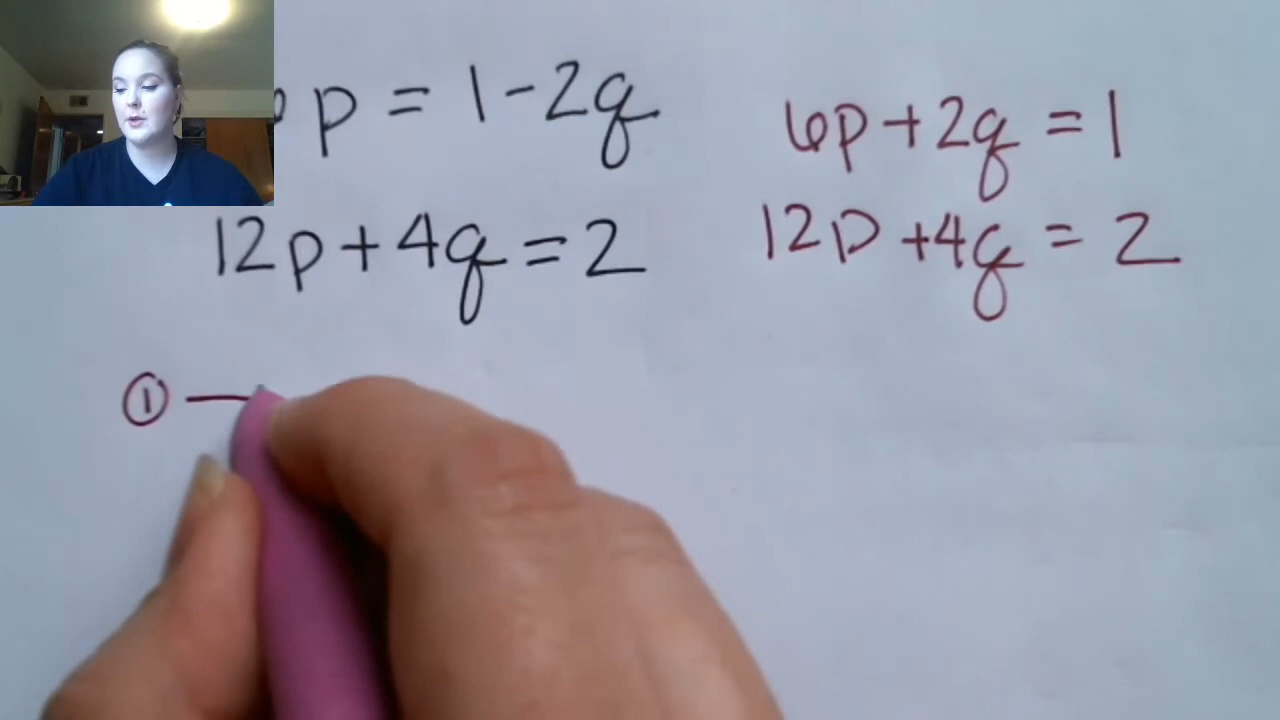 p = 1 - 2q
12p + 4q = 2
6p + 2q = 1
12p + 4q = 2
① —